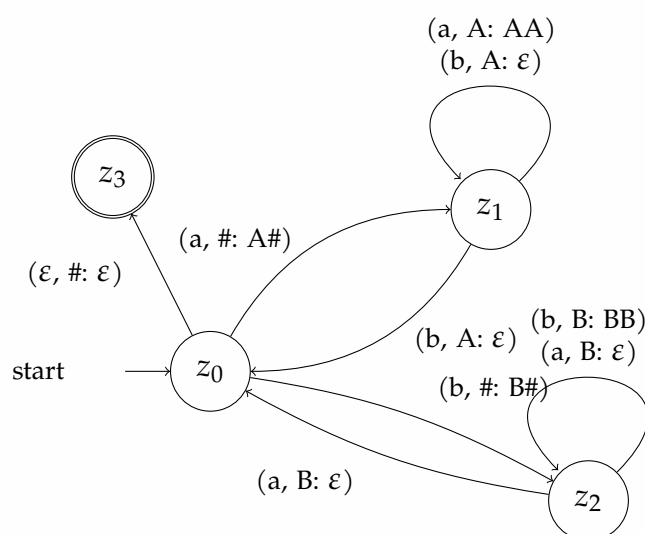 (a, A: AA)
(b, A: ε)
z3
z1
(a, #: A#)
(ε, #: ε)
(b, A: ε)
(b, B: BB)
(a, B: ε)
start
z0
(b, #: B#)
(a, B: ε)
z2